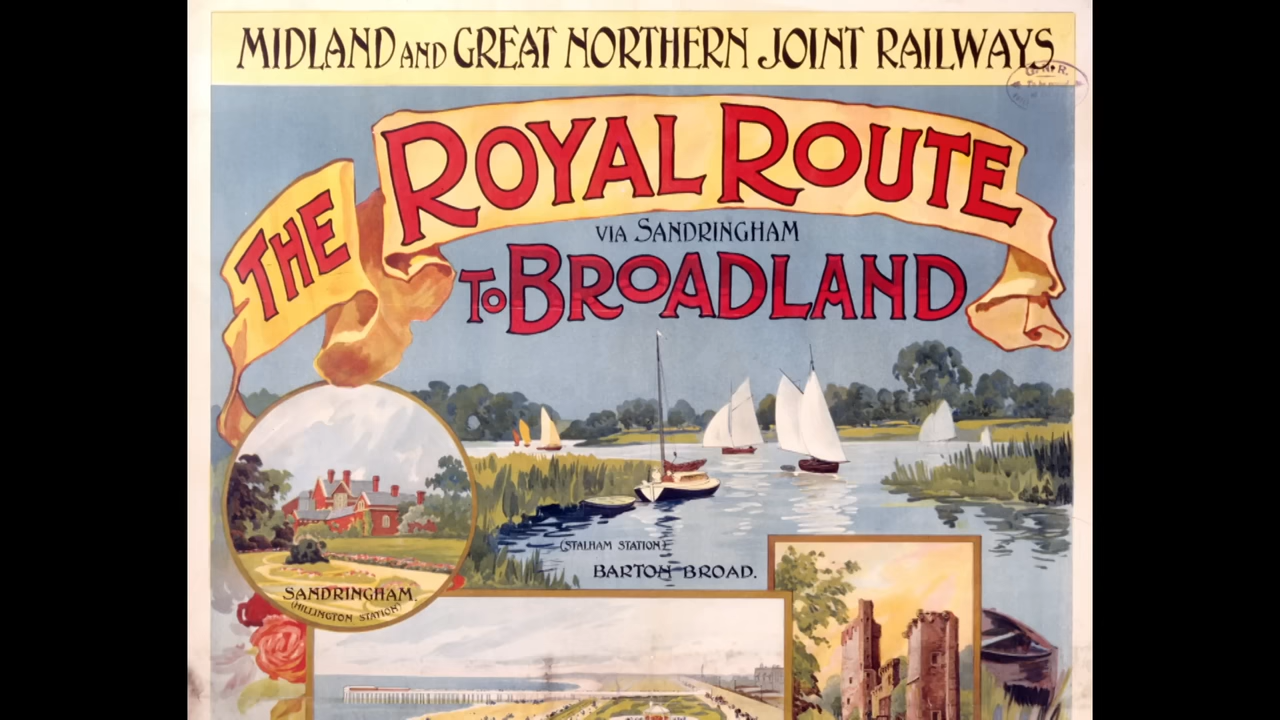 MIDLAND AND GREAT NORTHERN JOINT RAILWAYS
THE ROYAL ROUTE
VIA SANDRINGHAM
TO BROADLAND
(STALHAM STATION)
BARTON BROAD.
SANDRINGHAM.
(HILLINGTON STATION)